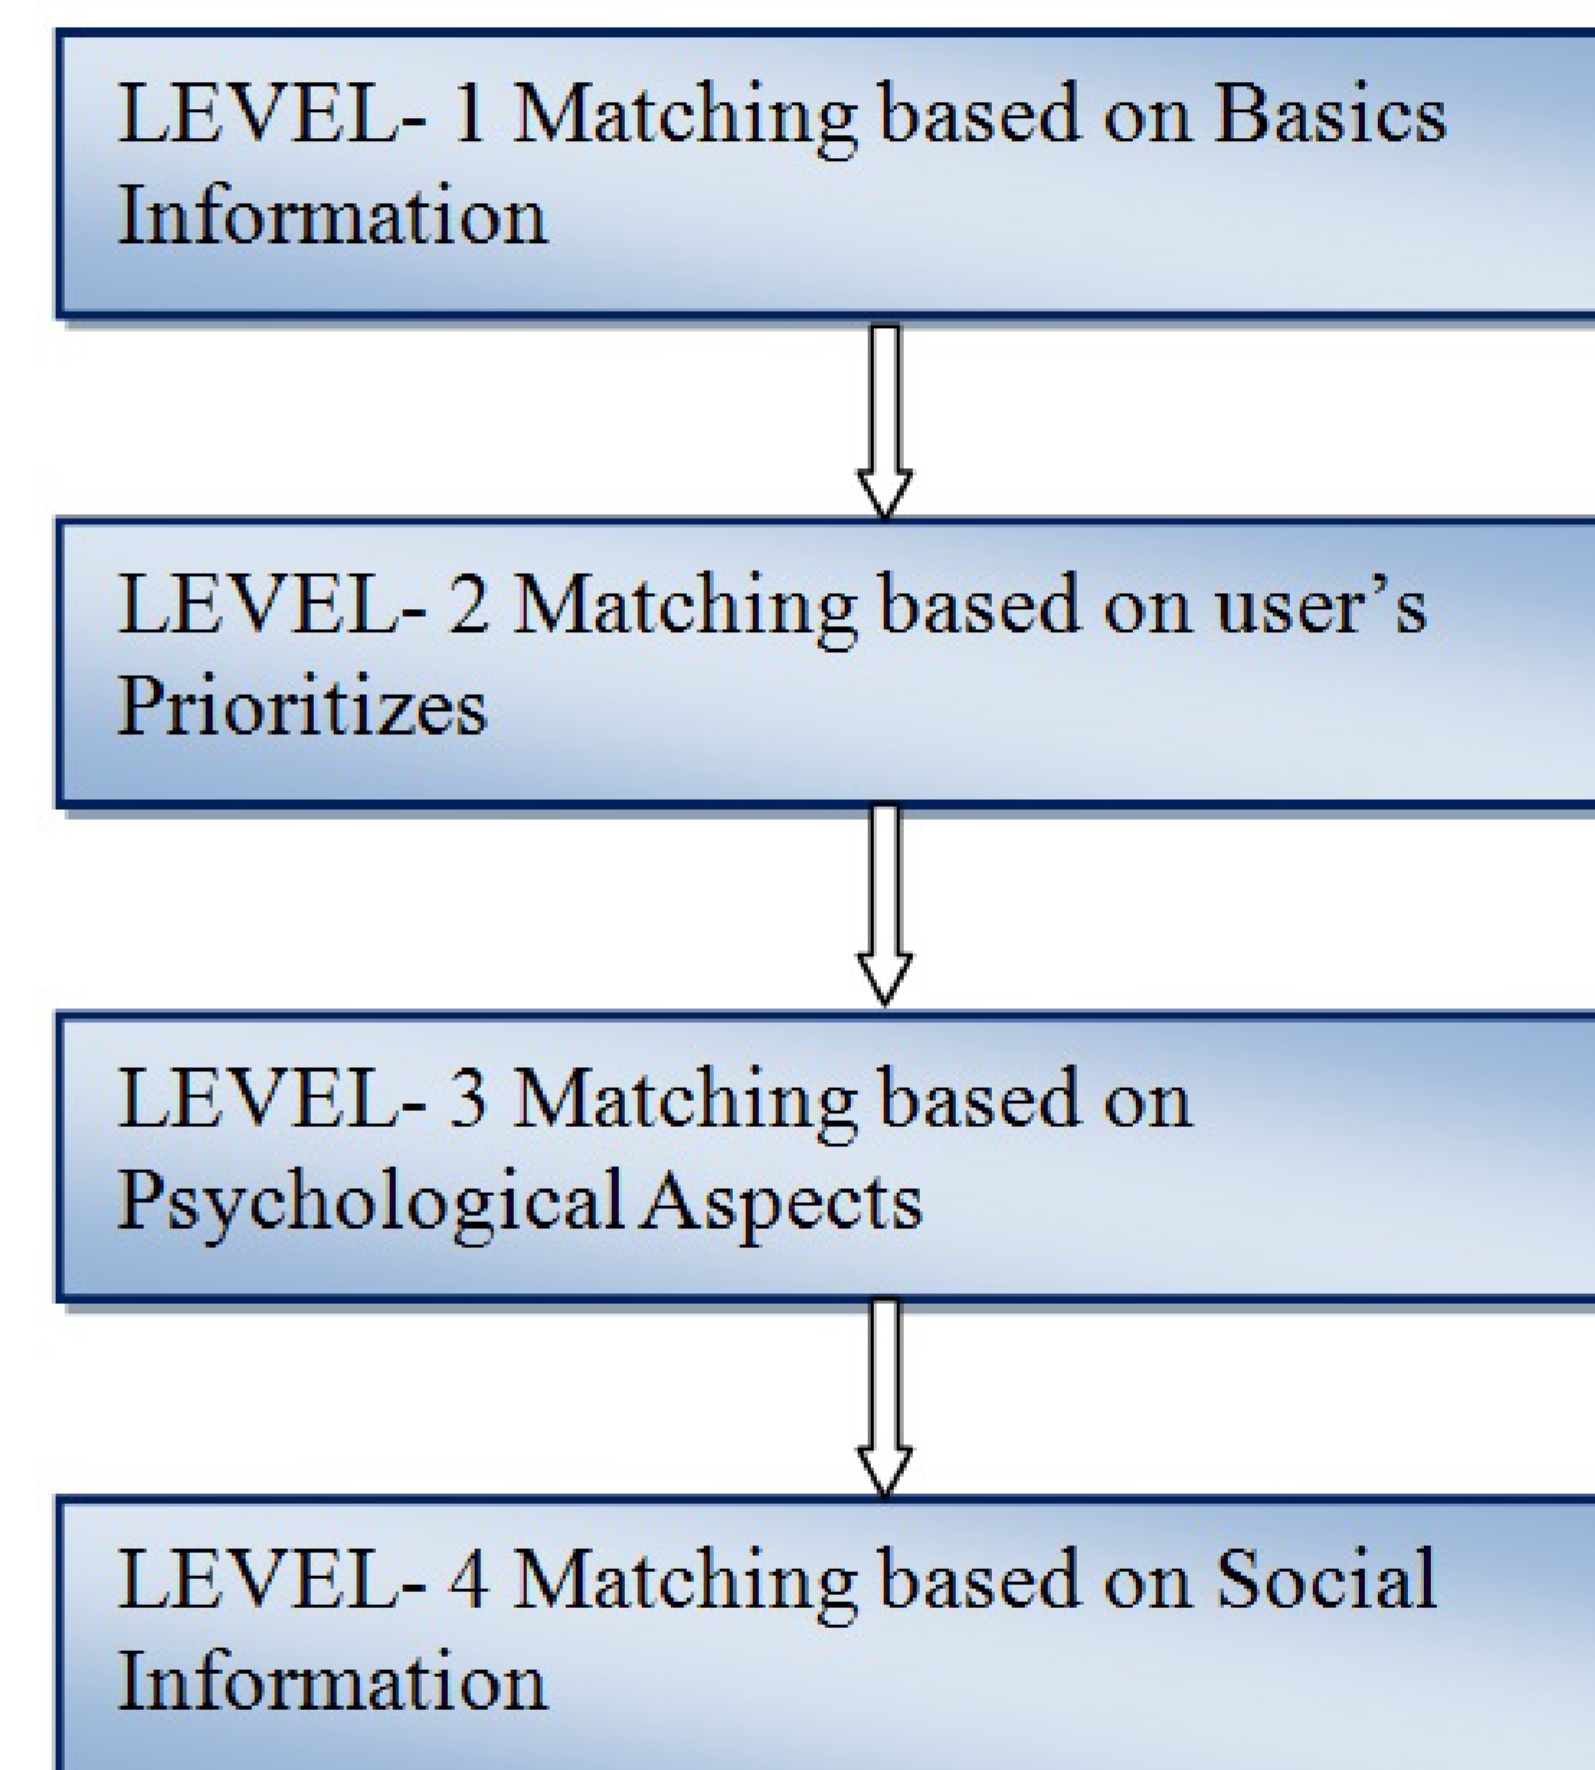 LEVEL- 1 Matching based on Basics
Information
LEVEL- 2 Matching based on user’s
Prioritizes
LEVEL- 3 Matching based on
Psychological Aspects
LEVEL- 4 Matching based on Social
Information